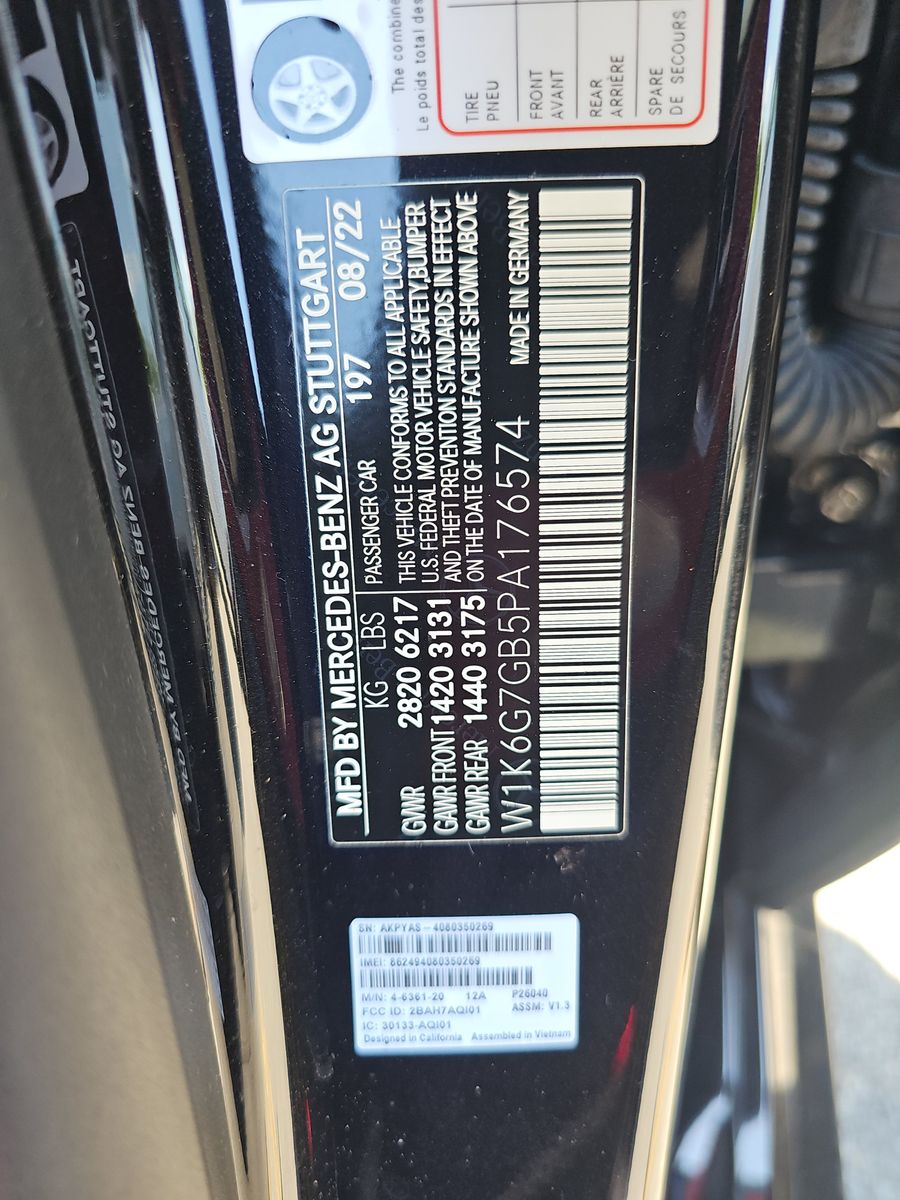 The combine
Le poids total des
TIRE
PNEU
FRONT
AVANT
REAR
ARRIÈRE
SPARE
DE SECOURS
MFD BY MERCEDES-BENZ AG STUTTGART
197 08/22
KG LBS
PASSENGER CAR
GVWR 2820 6217
GAWR FRONT 1420 3131
GAWR REAR 1440 3175
THIS VEHICLE CONFORMS TO ALL APPLICABLE
U.S. FEDERAL MOTOR VEHICLE SAFETY,BUMPER
AND THEFT PREVENTION STANDARDS IN EFFECT
ON THE DATE OF MANUFACTURE SHOWN ABOVE
W1K6G7GB5PA176574 MADE IN GERMANY
SN: AKPYAS-4080350269
IMEI: 862494080350269
M/N: 4-6361-20 12A P26040
FCC ID: 2BAH7AQI01 ASSM: V1.3
IC: 30133-AQI01
Designed in California Assembled in Vietnam